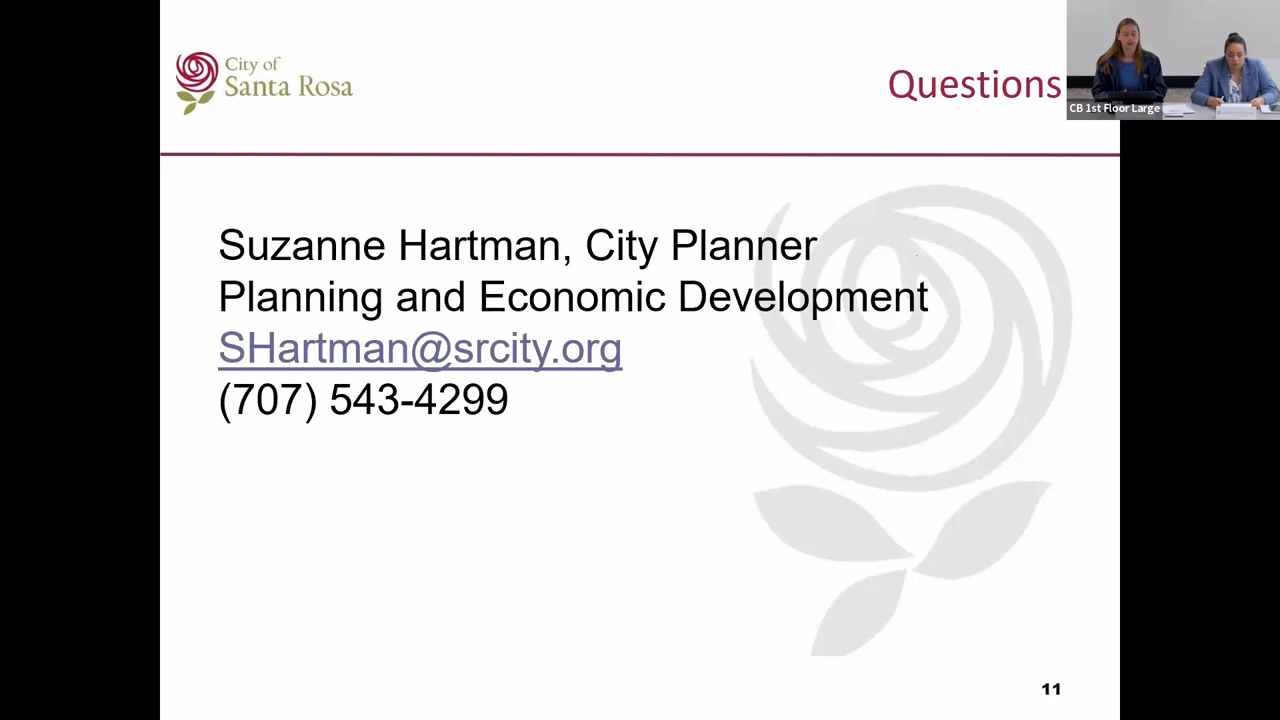 City of
Santa Rosa
Questions
CB 1st Floor Large
Suzanne Hartman, City Planner
Planning and Economic Development
SHartman@srcity.org
(707) 543-4299
11